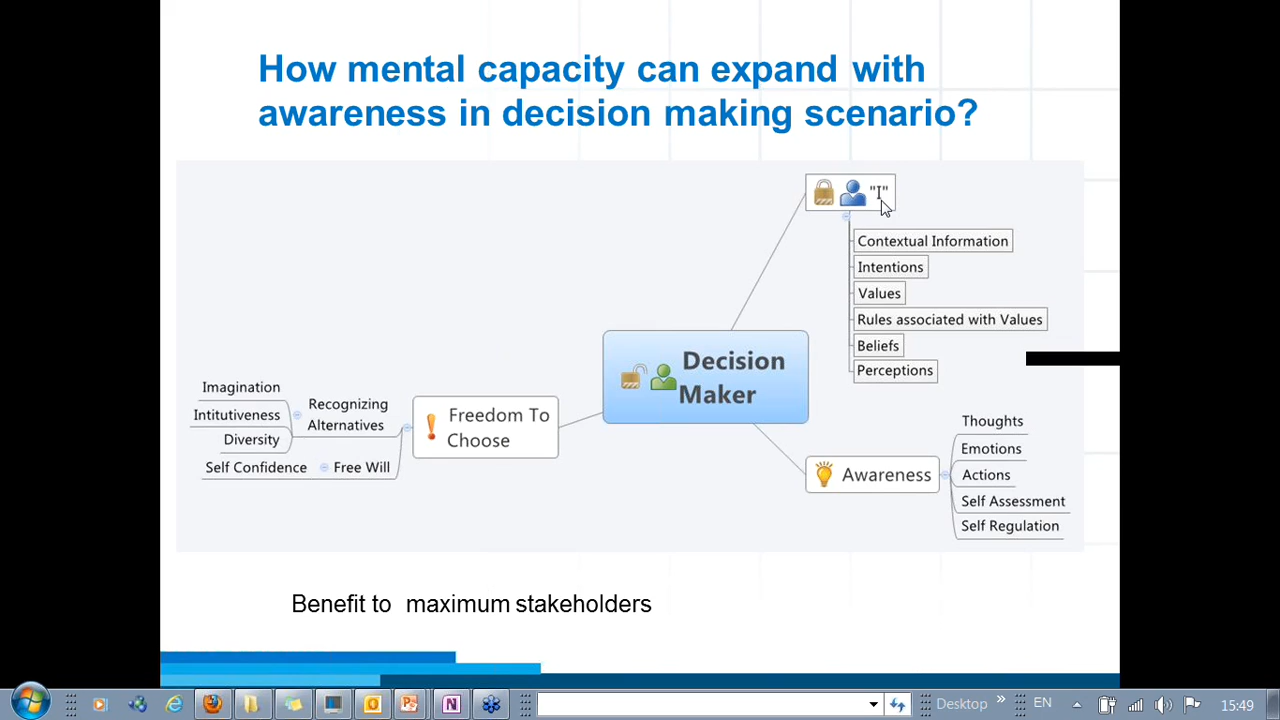 How mental capacity can expand with
awareness in decision making scenario?
"I"
Contextual Information
Intentions
Values
Rules associated with Values
Beliefs
Perceptions
Decision
Maker
Imagination
Intitutiveness
Diversity
Recognizing
Alternatives
Self Confidence
Free Will
Freedom To
Choose
Awareness
Thoughts
Emotions
Actions
Self Assessment
Self Regulation
Benefit to maximum stakeholders
Desktop
EN
15:49